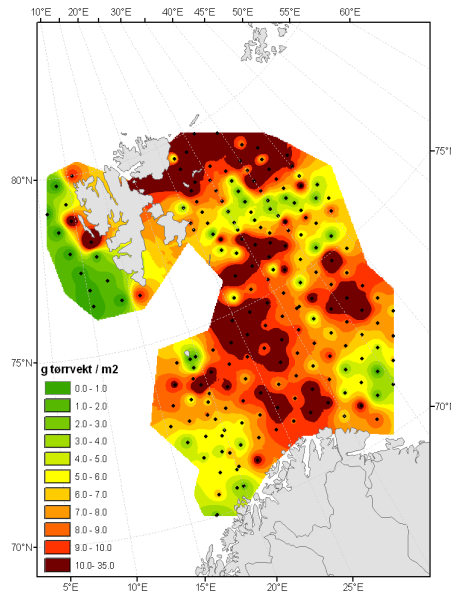 10°E 20°E 30°E 40°E 45°E 50°E 55°E 60°E
75°N
80°N
75°N
g tørrvekt / m2
0.0 - 1.0
1.0 - 2.0
2.0 - 3.0
3.0 - 4.0
4.0 - 5.0
5.0 - 6.0
6.0 - 7.0
7.0 - 8.0
8.0 - 9.0
9.0 - 10.0
10.0- 35.0
70°N
70°N
5°E 10°E 15°E 20°E 25°E